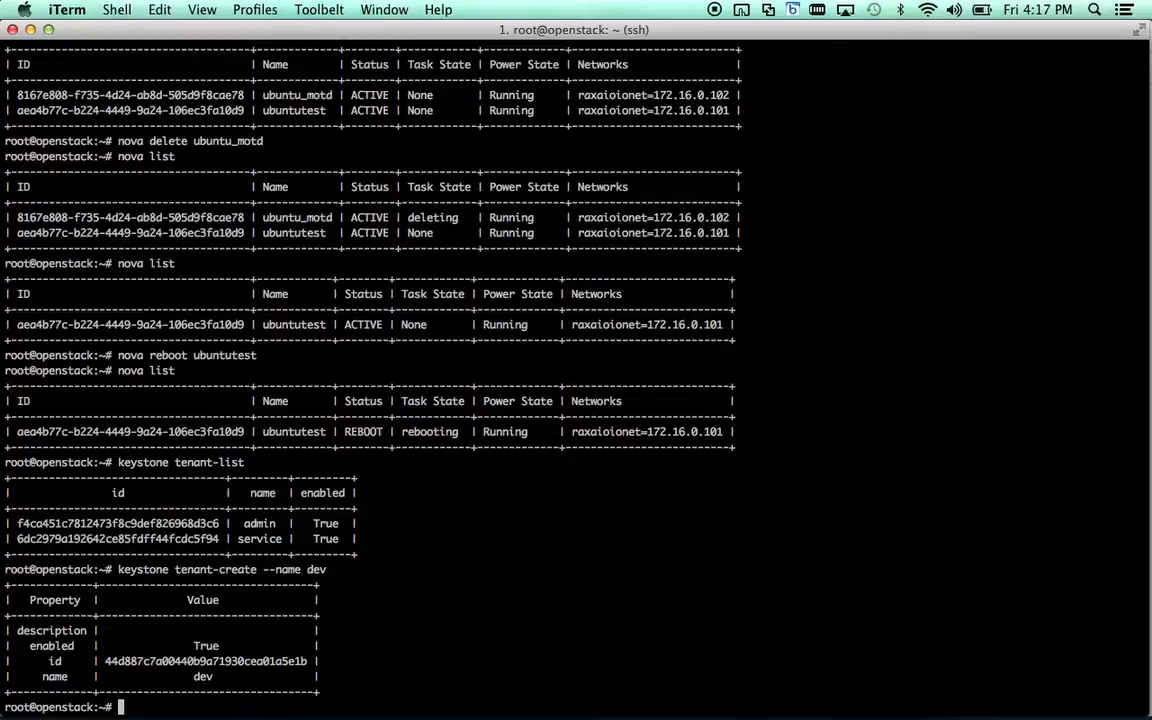 iTerm Shell Edit View Profiles Toolbelt Window Help Fri 4:17 PM
1. root@openstack: ~ (ssh)
+--------------------------------------+-------------+--------+------------+-------------+-------------------------+
| ID | Name | Status | Task State | Power State | Networks |
+--------------------------------------+-------------+--------+------------+-------------+-------------------------+
| 8167e808-f735-4d24-ab8d-505d9f8cae78 | ubuntu_motd | ACTIVE | None | Running | raxaioionet=172.16.0.102 |
| aea4b77c-b224-4449-9a24-106ec3fa10d9 | ubuntutest | ACTIVE | None | Running | raxaioionet=172.16.0.101 |
+--------------------------------------+-------------+--------+------------+-------------+-------------------------+
root@openstack:~# nova delete ubuntu_motd
root@openstack:~# nova list
+--------------------------------------+-------------+--------+------------+-------------+-------------------------+
| ID | Name | Status | Task State | Power State | Networks |
+--------------------------------------+-------------+--------+------------+-------------+-------------------------+
| 8167e808-f735-4d24-ab8d-505d9f8cae78 | ubuntu_motd | ACTIVE | deleting | Running | raxaioionet=172.16.0.102 |
| aea4b77c-b224-4449-9a24-106ec3fa10d9 | ubuntutest | ACTIVE | None | Running | raxaioionet=172.16.0.101 |
+--------------------------------------+-------------+--------+------------+-------------+-------------------------+
root@openstack:~# nova list
+--------------------------------------+------------+--------+------------+-------------+-------------------------+
| ID | Name | Status | Task State | Power State | Networks |
+--------------------------------------+------------+--------+------------+-------------+-------------------------+
| aea4b77c-b224-4449-9a24-106ec3fa10d9 | ubuntutest | ACTIVE | None | Running | raxaioionet=172.16.0.101 |
+--------------------------------------+------------+--------+------------+-------------+-------------------------+
root@openstack:~# nova reboot ubuntutest
root@openstack:~# nova list
+--------------------------------------+------------+--------+------------+-------------+-------------------------+
| ID | Name | Status | Task State | Power State | Networks |
+--------------------------------------+------------+--------+------------+-------------+-------------------------+
| aea4b77c-b224-4449-9a24-106ec3fa10d9 | ubuntutest | REBOOT | rebooting | Running | raxaioionet=172.16.0.101 |
+--------------------------------------+------------+--------+------------+-------------+-------------------------+
root@openstack:~# keystone tenant-list
+----------------------------------+---------+---------+
| id | name | enabled |
+----------------------------------+---------+---------+
| f4ca451c7812473f8c9def826968d3c6 | admin | True |
| 6dc2979a192642ce85fdff44fcdc5f94 | service | True |
+----------------------------------+---------+---------+
root@openstack:~# keystone tenant-create --name dev
+-------------+----------------------------------+
| Property | Value |
+-------------+----------------------------------+
| description | |
| enabled | True |
| id | 44d887c7a00440b9a71930cea01a5e1b |
| name | dev |
+-------------+----------------------------------+
root@openstack:~#